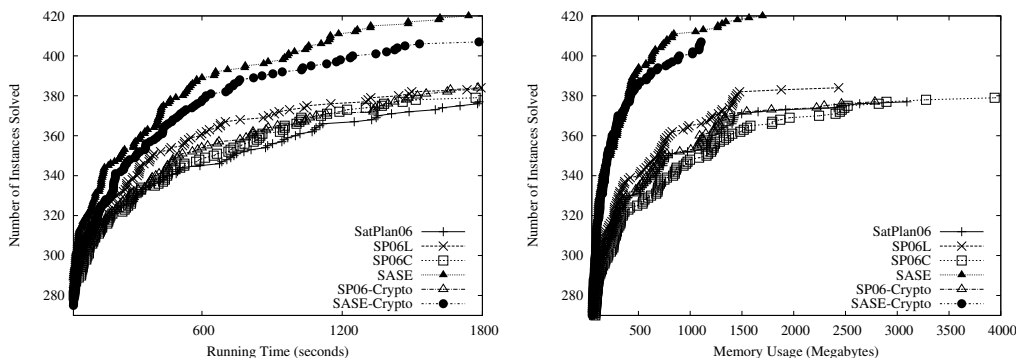 420
400
380
360
340
320
300
280
Number of Instances Solved
600
1200
1800
Running Time (seconds)
SatPlan06
SP06L
SP06C
SASE
SP06-Crypto
SASE-Crypto
420
400
380
360
340
320
300
280
Number of Instances Solved
500
1000
1500
2000
2500
3000
3500
4000
Memory Usage (Megabytes)
SatPlan06
SP06L
SP06C
SASE
SP06-Crypto
SASE-Crypto